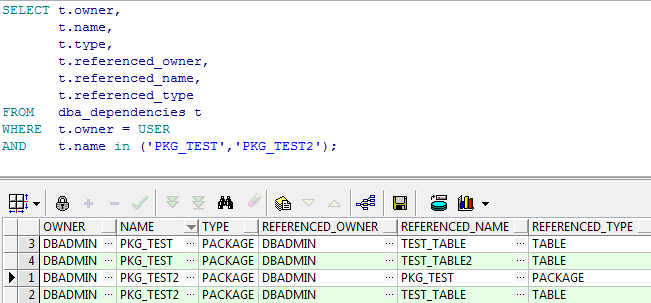 SELECT t.owner,
t.name,
t.type,
t.referenced_owner,
t.referenced_name,
t.referenced_type
FROM dba_dependencies t
WHERE t.owner = USER
AND t.name in ('PKG_TEST','PKG_TEST2');
OWNER NAME TYPE REFERENCED_OWNER REFERENCED_NAME REFERENCED_TYPE
3 DBADMIN ··· PKG_TEST ··· PACKAGE DBADMIN ··· TEST_TABLE ··· TABLE
4 DBADMIN ··· PKG_TEST ··· PACKAGE DBADMIN ··· TEST_TABLE2 ··· TABLE
1 DBADMIN ··· PKG_TEST2 ··· PACKAGE DBADMIN ··· PKG_TEST ··· PACKAGE
2 DBADMIN ··· PKG_TEST2 ··· PACKAGE DBADMIN ··· TEST_TABLE ··· TABLE